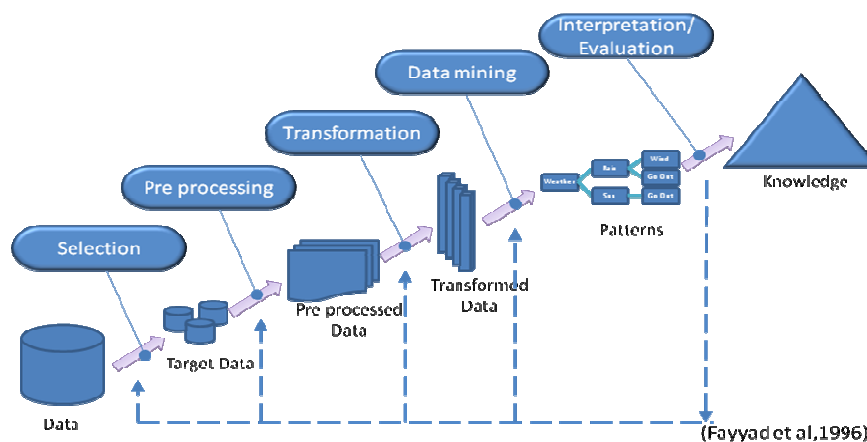 Interpretation/
Evaluation
Data mining
Transformation
Pre processing
Selection
Weather
Rain
Wind
Go Out
Sun
Go Out
Patterns
Knowledge
Transformed
Data
Pre processed
Data
Target Data
Data
(Fayyad et al,1996)